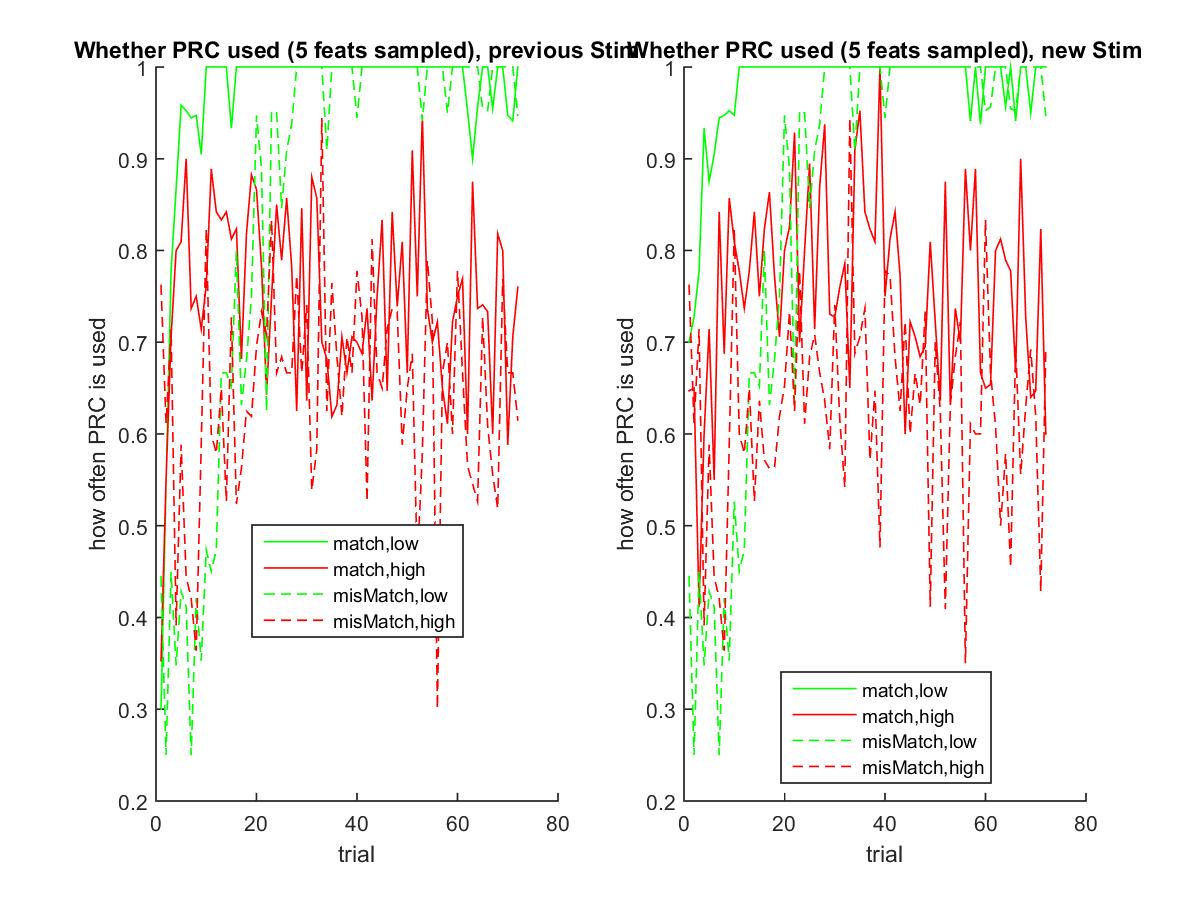 Whether PRC used (5 feats sampled), previous Stim
how often PRC is used
1
0.9
0.8
0.7
0.6
0.5
0.4
0.3
0.2
match,low
match,high
misMatch,low
misMatch,high
0 20 40 60 80
trial
Whether PRC used (5 feats sampled), new Stim
how often PRC is used
1
0.9
0.8
0.7
0.6
0.5
0.4
0.3
0.2
match,low
match,high
misMatch,low
misMatch,high
0 20 40 60 80
trial